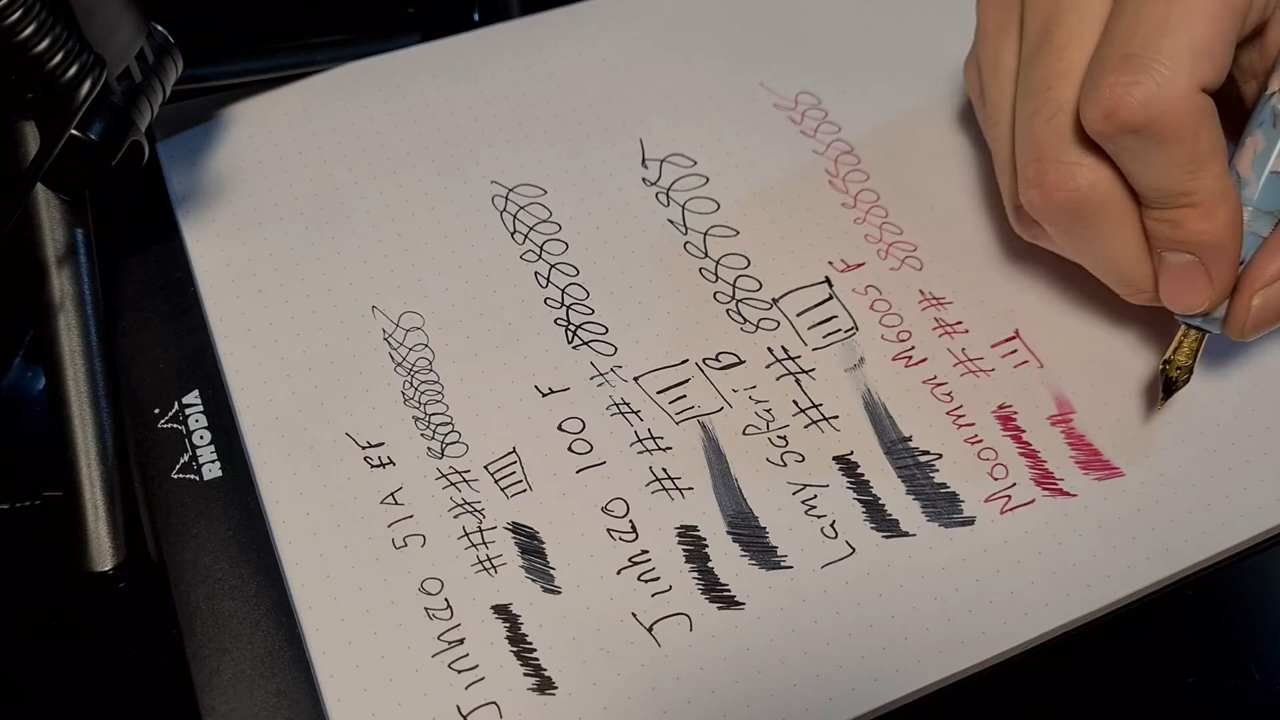 Jinhao 51A EF
####
Jinhao 100 F
####
Lamy Safari B
###
Moonman M600S F
####
RHODIA